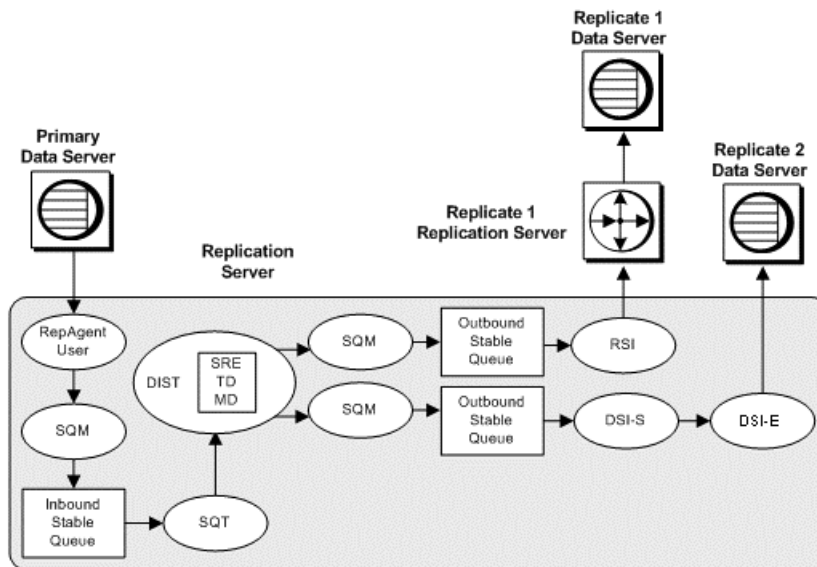 Replicate 1
Data Server
Primary
Data Server
Replicate 2
Data Server
Replicate 1
Replication Server
Replication
Server
RepAgent
User
SQM
Inbound
Stable
Queue
SQT
DIST
SRE
TD
MD
SQM
Outbound
Stable
Queue
RSI
SQM
Outbound
Stable
Queue
DSI-S
DSI-E